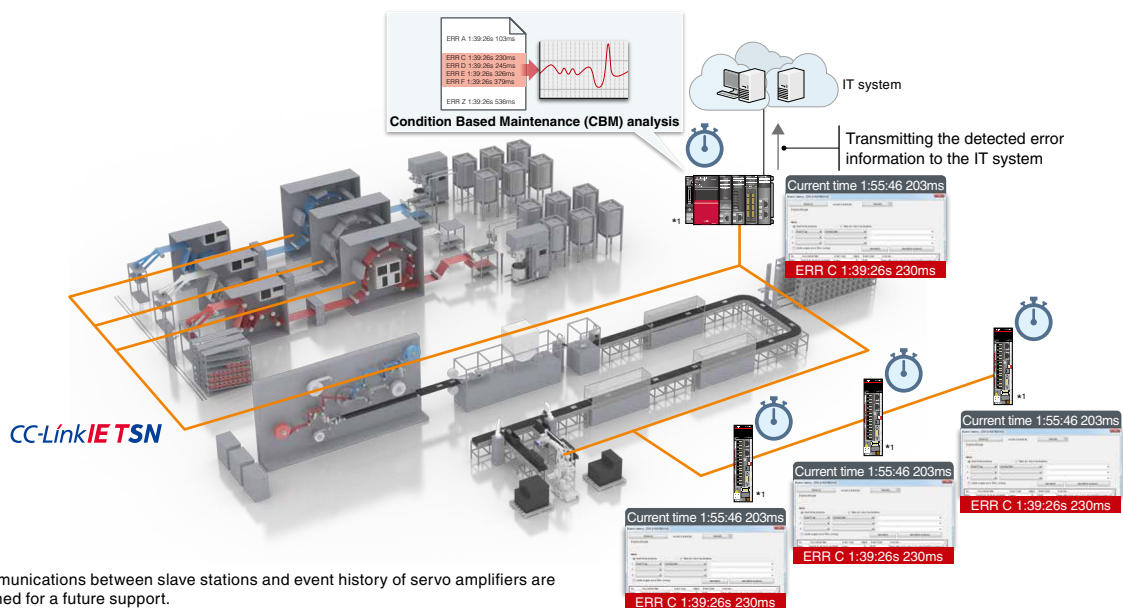 ERR A 1:39:26s 103ms
ERR C 1:39:26s 230ms
ERR D 1:39:26s 245ms
ERR E 1:39:26s 326ms
ERR F 1:39:26s 379ms
ERR Z 1:39:26s 536ms
Condition Based Maintenance (CBM) analysis
IT system
Transmitting the detected error
information to the IT system
*1
Current time 1:55:46 203ms
ERR C 1:39:26s 230ms
*1
Current time 1:55:46 203ms
ERR C 1:39:26s 230ms
*1
Current time 1:55:46 203ms
ERR C 1:39:26s 230ms
*1
Current time 1:55:46 203ms
ERR C 1:39:26s 230ms
CC-Link IE TSN
munications between slave stations and event history of servo amplifiers are
ned for a future support.